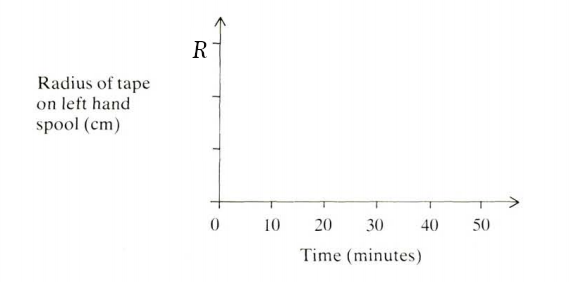 R
Radius of tape
on left hand
spool (cm)
0 10 20 30 40 50
Time (minutes)